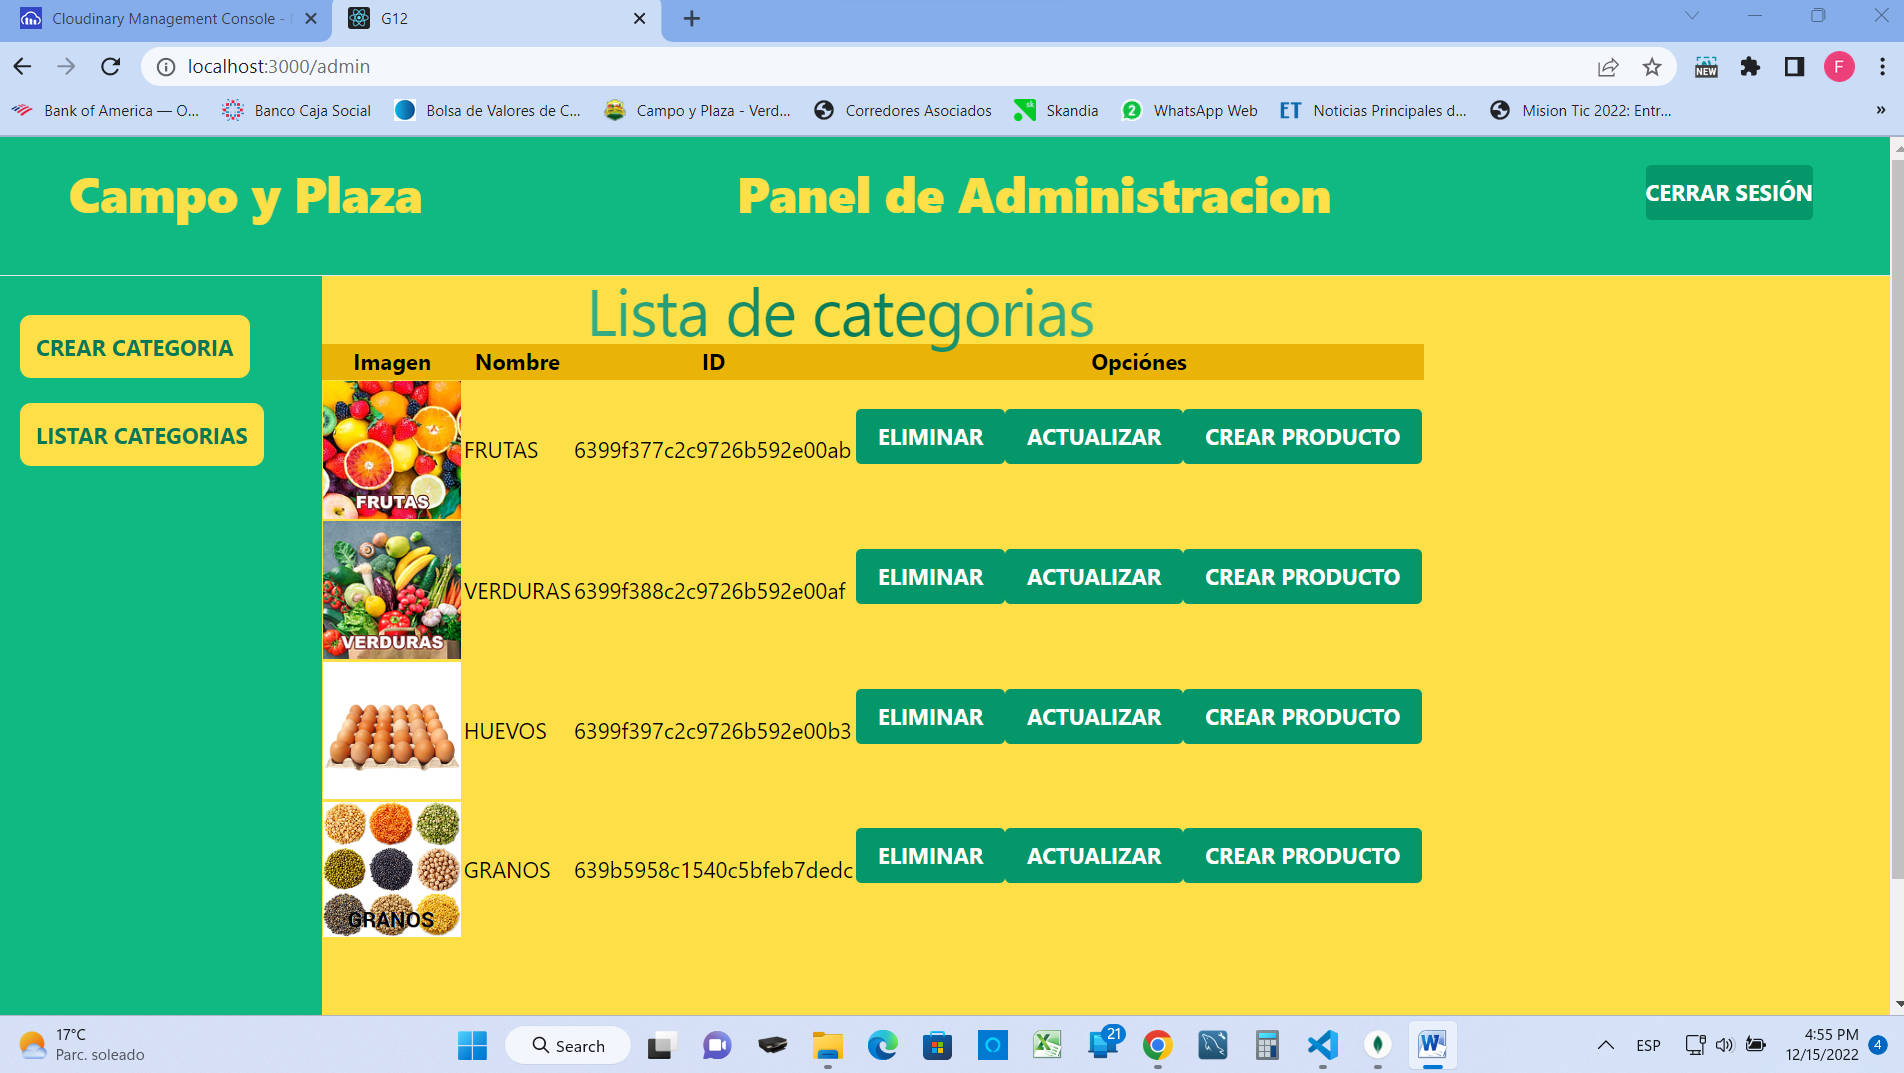 Cloudinary Management Console -
G12
localhost:3000/admin
NEW
F
Bank of America — O...
Banco Caja Social
Bolsa de Valores de C...
Campo y Plaza - Verd...
Corredores Asociados
sk
Skandia
2
WhatsApp Web
ET
Noticias Principales d...
Mision Tic 2022: Entr...
»
Campo y Plaza
Panel de Administracion
CERRAR SESIÓN
CREAR CATEGORIA
LISTAR CATEGORIAS
Lista de categorias
Imagen Nombre ID Opciónes
FRUTAS
FRUTAS 6399f377c2c9726b592e00ab ELIMINAR ACTUALIZAR CREAR PRODUCTO
VERDURAS
VERDURAS 6399f388c2c9726b592e00af ELIMINAR ACTUALIZAR CREAR PRODUCTO
HUEVOS 6399f397c2c9726b592e00b3 ELIMINAR ACTUALIZAR CREAR PRODUCTO
GRANOS
GRANOS 639b5958c1540c5bfeb7dedc ELIMINAR ACTUALIZAR CREAR PRODUCTO
17°C
Parc. soleado
Search
21
ESP
4:55 PM
12/15/2022
4